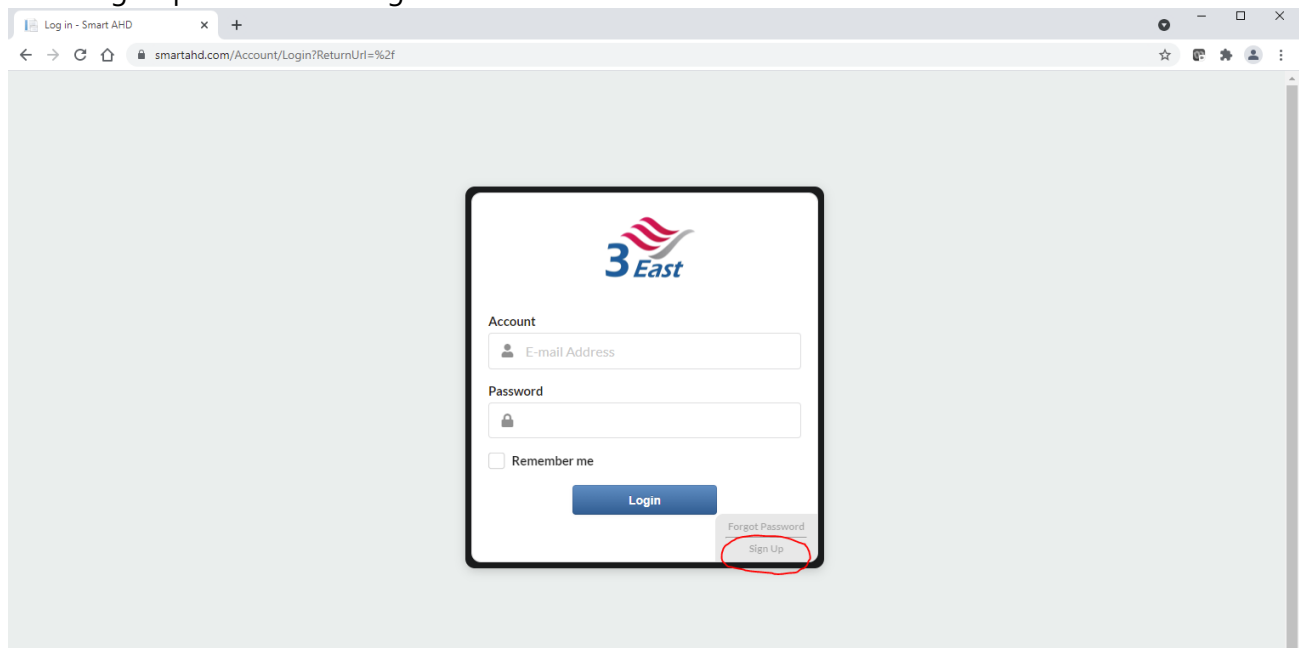 Log in - Smart AHD
smartahd.com/Account/Login?ReturnUrl=%2f
3 East
Account
E-mail Address
Password
Remember me
Login
Forgot Password
Sign Up